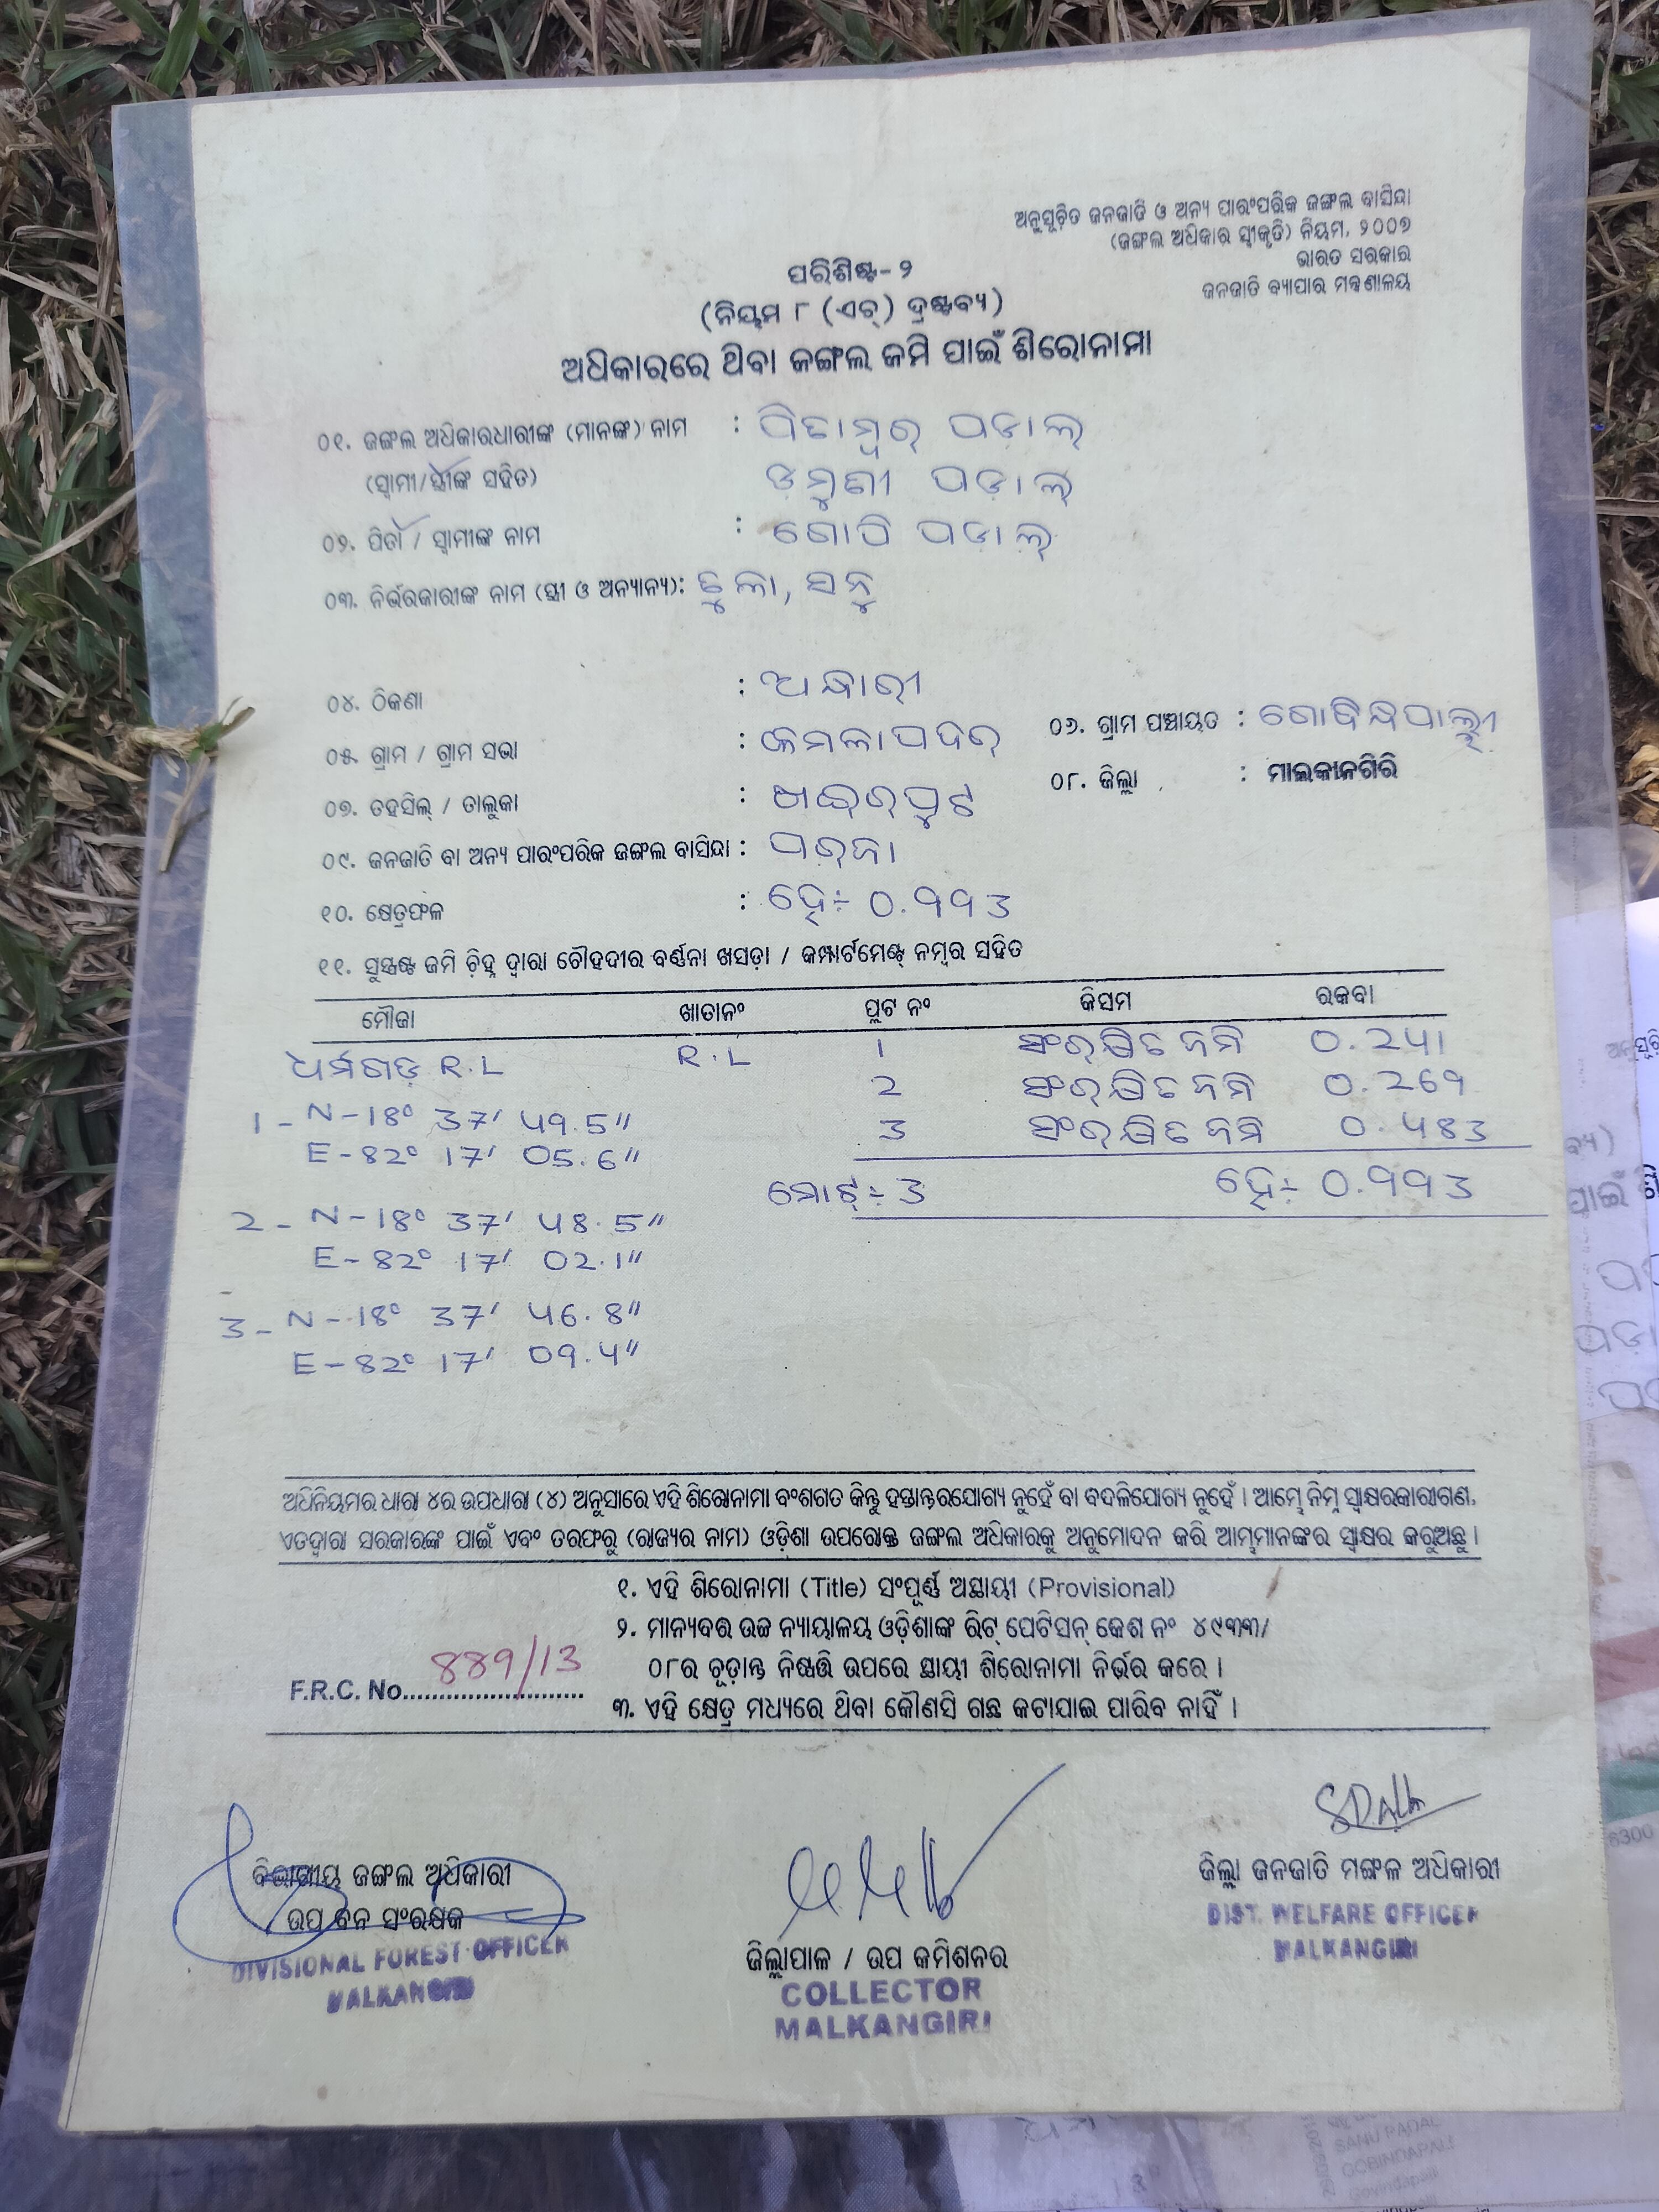 ଅନୁସୂଚିତ ଜନଜାତି ଓ ଅନ୍ୟ ପାରଂପରିକ ଜଙ୍ଗଲ ବାସିନ୍ଦା
(ଜଙ୍ଗଲ ଅଧିକାର ସ୍ୱୀକୃତି) ନିୟମ, ୨୦୦୭
ଭାରତ ସରକାର
ଜନଜାତି ବ୍ୟାପାର ମନ୍ତ୍ରଣାଳୟ
ପରିଶିଷ୍ଟ- ୨
(ନିୟମ ୮ (ଏଚ୍) ଦ୍ରଷ୍ଟବ୍ୟ)
ଅଧିକାରରେ ଥିବା ଜଙ୍ଗଲ ଜମି ପାଇଁ ଶିରୋନାମା
୦୧. ଜଙ୍ଗଲ ଅଧିକାରଧାରୀଙ୍କ (ମାନଙ୍କ) ନାମ : ପିତାମ୍ବର୍ ପଡ଼ାଲ୍
(ସ୍ୱାମୀ/ସ୍ତ୍ରୀଙ୍କ ସହିତ) ଡ଼ମୁଣୀ ପଡ଼ାଲ୍
୦୨. ପିତା / ସ୍ୱାମୀଙ୍କ ନାମ : ଗୋପି ପଡ଼ାଲ୍
୦୩. ନିର୍ଭରକାରୀଙ୍କ ନାମ (ସ୍ତ୍ରୀ ଓ ଅନ୍ୟାନ୍ୟ): ତୁଳା, ସନୁ
୦୪. ଠିକଣା :
୦୫. ଗ୍ରାମ / ଗ୍ରାମ ସଭା : କମଳାପଦର୍ ୦୬. ଗ୍ରାମ ପଞ୍ଚାୟତ : ଗୋବିନ୍ଧପାଲ୍ଲୀ
୦୭. ତହସିଲ୍ / ତାଲୁକା : ଖଇର୍‌ପୁଟ ୦୮. ଜିଲ୍ଲା : ମାଲକାନଗିରି
୦୯. ଜନଜାତି ବା ଅନ୍ୟ ପାରଂପରିକ ଜଙ୍ଗଲ ବାସିନ୍ଦା : ପର୍‌ଜା
୧୦. କ୍ଷେତ୍ରଫଳ : ହେ÷ 0.993
୧୧. ସୁସ୍ପଷ୍ଟ ଜମି ଚିହ୍ନ ଦ୍ୱାରା ଚୌହଦୀର ବର୍ଣ୍ଣନା ଖସଡ଼ା / କମ୍ପାର୍ଟମେଣ୍ଟ୍ ନମ୍ବର ସହିତ
ମୌଜା ଖାତାନଂ ପ୍ଲଟ ନଂ କିସମ ରକବା
ଧର୍ମଗଡ଼ R.L R.L 1 ସଂର୍‌କ୍ଷିତ ଜମି 0.241
2 ସଂର୍‌କ୍ଷିତ ଜମି 0.269
1 - N-18° 37' 49.5" 3 ସଂର୍‌କ୍ଷିତ ଜମି 0.483
E-82° 17' 05.6"
ମୋଟ୍ ÷ 3 ହେ÷ 0.993
2 - N-18° 37' 48.5"
E-82° 17' 02.1"
3 - N-18° 37' 46.8"
E-82° 17' 09.4"
ଅଧିନିୟମର ଧାରା ୪ର ଉପଧାରା (୪) ଅନୁସାରେ ଏହି ଶିରୋନାମା ବଂଶଗତ କିନ୍ତୁ ହସ୍ତାନ୍ତରଯୋଗ୍ୟ ନୁହେଁ ବା ବଦଳିଯୋଗ୍ୟ ନୁହେଁ । ଆମ୍ଭେ ନିମ୍ନ ସ୍ୱାକ୍ଷରକାରୀଗଣ,
ଏତଦ୍ୱାରା ସରକାରଙ୍କ ପାଇଁ ଏବଂ ତରଫରୁ (ରାଜ୍ୟର ନାମ) ଓଡ଼ିଶା ଉପରୋକ୍ତ ଜଙ୍ଗଲ ଅଧିକାରକୁ ଅନୁମୋଦନ କରି ଆମ୍ଭମାନଙ୍କର ସ୍ୱାକ୍ଷର କରୁଅଛୁ ।
୧. ଏହି ଶିରୋନାମା (Title) ସଂପୂର୍ଣ୍ଣ ଅସ୍ଥାୟୀ (Provisional)
୨. ମାନ୍ୟବର ଉଚ୍ଚ ନ୍ୟାୟାଳୟ ଓଡ଼ିଶାଙ୍କ ରିଟ୍ ପେଟିସନ୍ କେଶ ନଂ ୪୯୩୩/
୦୮ର ଚୂଡ଼ାନ୍ତ ନିଷ୍ପତ୍ତି ଉପରେ ସ୍ଥାୟୀ ଶିରୋନାମା ନିର୍ଭର କରେ ।
F.R.C. No. 889/13
୩. ଏହି କ୍ଷେତ୍ର ମଧ୍ୟରେ ଥିବା କୌଣସି ଗଛ କଟାଯାଇ ପାରିବ ନାହିଁ ।
ବିଭାଗୀୟ ଜଙ୍ଗଲ ଅଧିକାରୀ
ଉପ ବନ ସଂରକ୍ଷକ
DIVISIONAL FOREST OFFICER
MALKANGIRI
ଜିଲ୍ଲାପାଳ / ଉପ କମିଶନର
COLLECTOR
MALKANGIRI
ଜିଲ୍ଲା ଜନଜାତି ମଙ୍ଗଳ ଅଧିକାରୀ
DIST. WELFARE OFFICER
MALKANGIRI
SANU PADAL
GOBINDAPALI
Govindapali